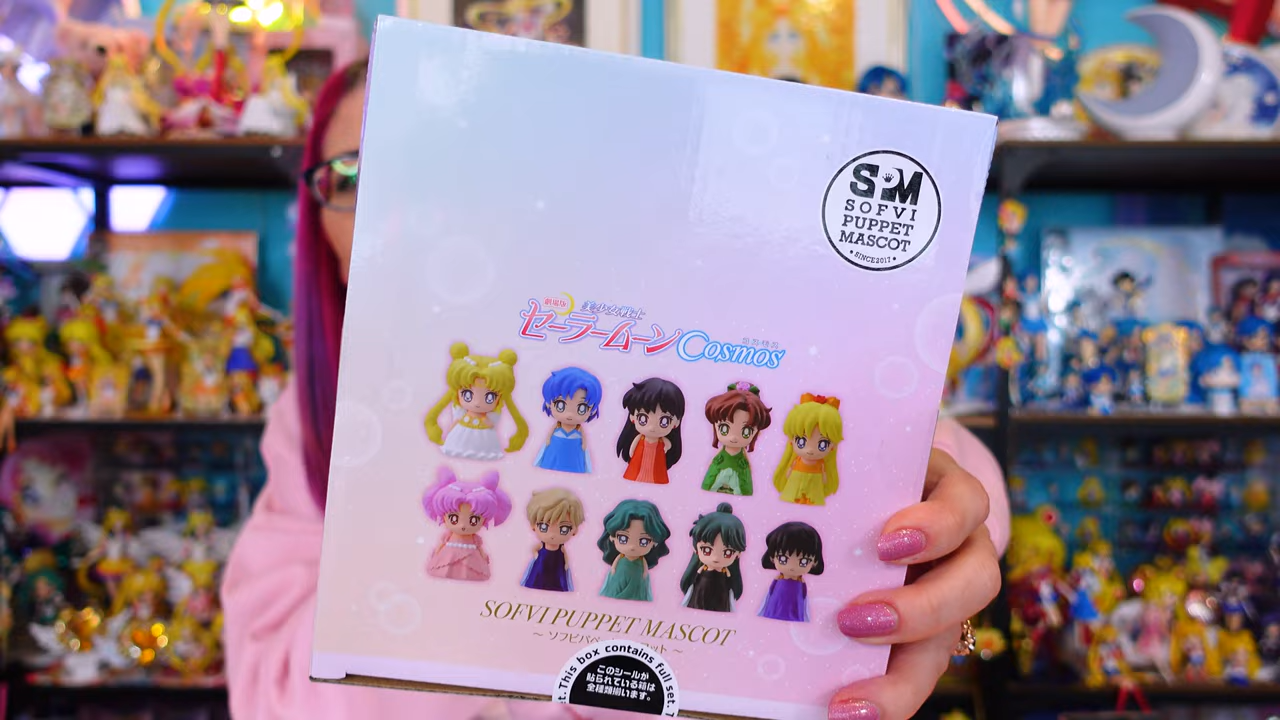 SPM
SOFVI
PUPPET
MASCOT
•SINCE2017•
劇場版
美少女戦士
セーラームーンCosmos
SOFVI PUPPET MASCOT
This box contains full set.
このシールが
貼られている箱は
全種類揃います。